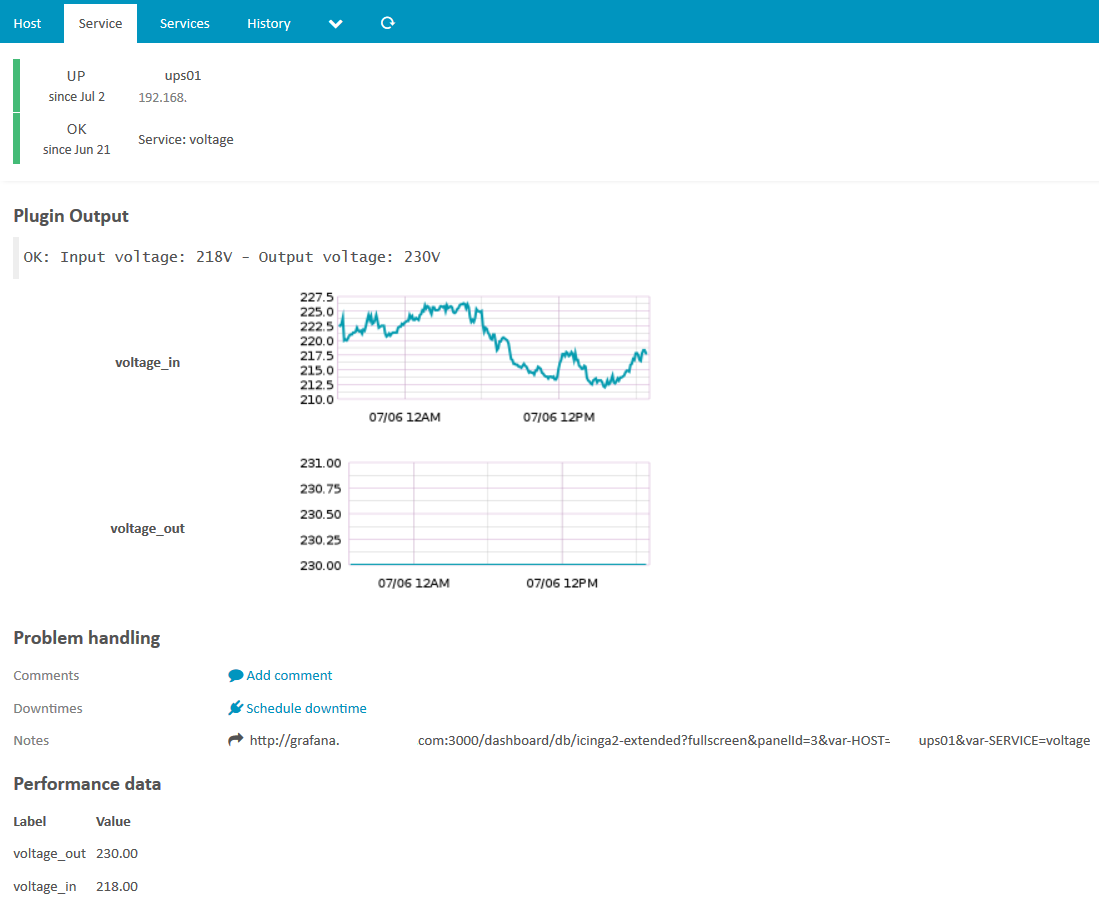 Host Service Services History
UP ups01
since Jul 2 192.168.
OK
since Jun 21 Service: voltage
Plugin Output
OK: Input voltage: 218V - Output voltage: 230V
227.5
225.0
222.5
220.0
217.5
215.0
212.5
210.0
voltage_in
07/06 12AM 07/06 12PM
231.00
230.75
230.50
230.25
230.00
voltage_out
07/06 12AM 07/06 12PM
Problem handling
Comments Add comment
Downtimes Schedule downtime
Notes http://grafana. com:3000/dashboard/db/icinga2-extended?fullscreen&panelId=3&var-HOST= ups01&var-SERVICE=voltage
Performance data
Label Value
voltage_out 230.00
voltage_in 218.00